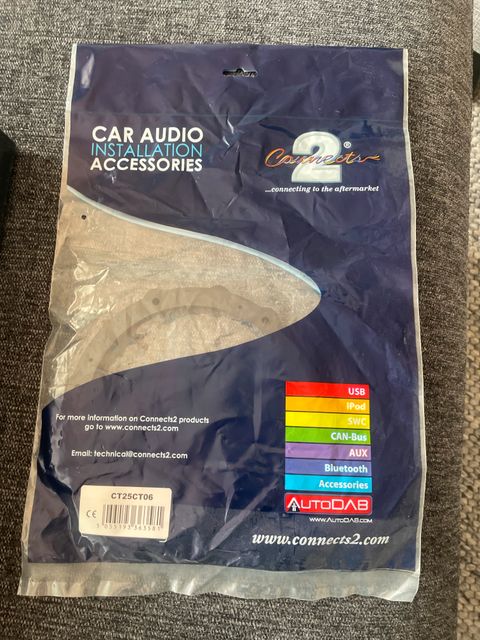 CAR AUDIO
INSTALLATION
ACCESSORIES
Connects2®
...connecting to the aftermarket
For more information on Connects2 products
go to www.connects2.com
Email: technical@connects2.com
USB
iPod
SWC
CAN-Bus
AUX
Bluetooth
Accessories
AUTODAB
WWW.AUTODAB.COM
www.connects2.com
CT25CT06
CE